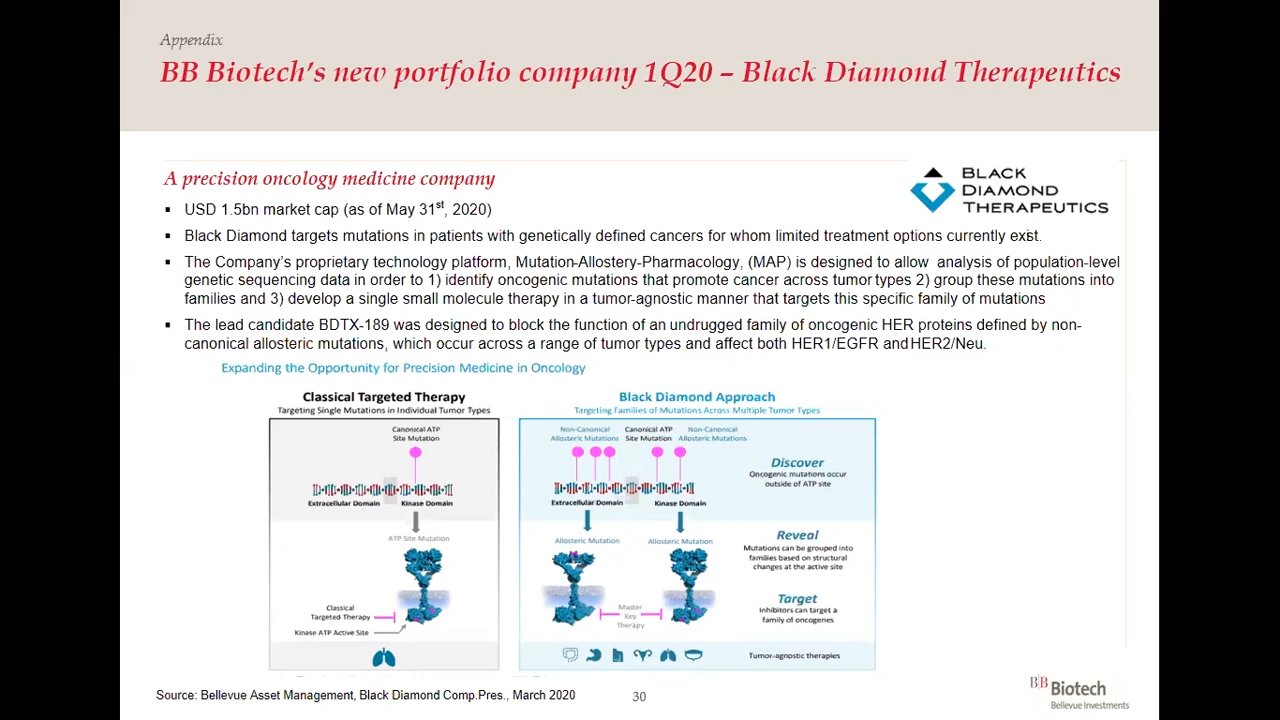 Appendix
BB Biotech's new portfolio company 1Q20 – Black Diamond Therapeutics
A precision oncology medicine company
BLACK
DIAMOND
THERAPEUTICS
▪ USD 1.5bn market cap (as of May 31st, 2020)
▪ Black Diamond targets mutations in patients with genetically defined cancers for whom limited treatment options currently exist.
▪ The Company's proprietary technology platform, Mutation-Allostery-Pharmacology, (MAP) is designed to allow analysis of population-level
genetic sequencing data in order to 1) identify oncogenic mutations that promote cancer across tumor types 2) group these mutations into
families and 3) develop a single small molecule therapy in a tumor-agnostic manner that targets this specific family of mutations
▪ The lead candidate BDTX-189 was designed to block the function of an undrugged family of oncogenic HER proteins defined by non-
canonical allosteric mutations, which occur across a range of tumor types and affect both HER1/EGFR and HER2/Neu.
Expanding the Opportunity for Precision Medicine in Oncology
Classical Targeted Therapy
Targeting Single Mutations in Individual Tumor Types
Canonical ATP
Site Mutation
Extracellular Domain Kinase Domain
ATP Site Mutation
Classical
Targeted Therapy
Kinase ATP Active Site
Black Diamond Approach
Targeting Families of Mutations Across Multiple Tumor Types
Non-Canonical
Allosteric Mutations
Canonical ATP
Site Mutation
Non-Canonical
Allosteric Mutations
Extracellular Domain Kinase Domain
Allosteric Mutation Allosteric Mutation
Master
Key
Therapy
Discover
Oncogenic mutations occur
outside of ATP site
Reveal
Mutations can be grouped into
families based on structural
changes at the active site
Target
Inhibitors can target a
family of oncogenes
Tumor-agnostic therapies
Source: Bellevue Asset Management, Black Diamond Comp.Pres., March 2020
30
BB Biotech
Bellevue Investments